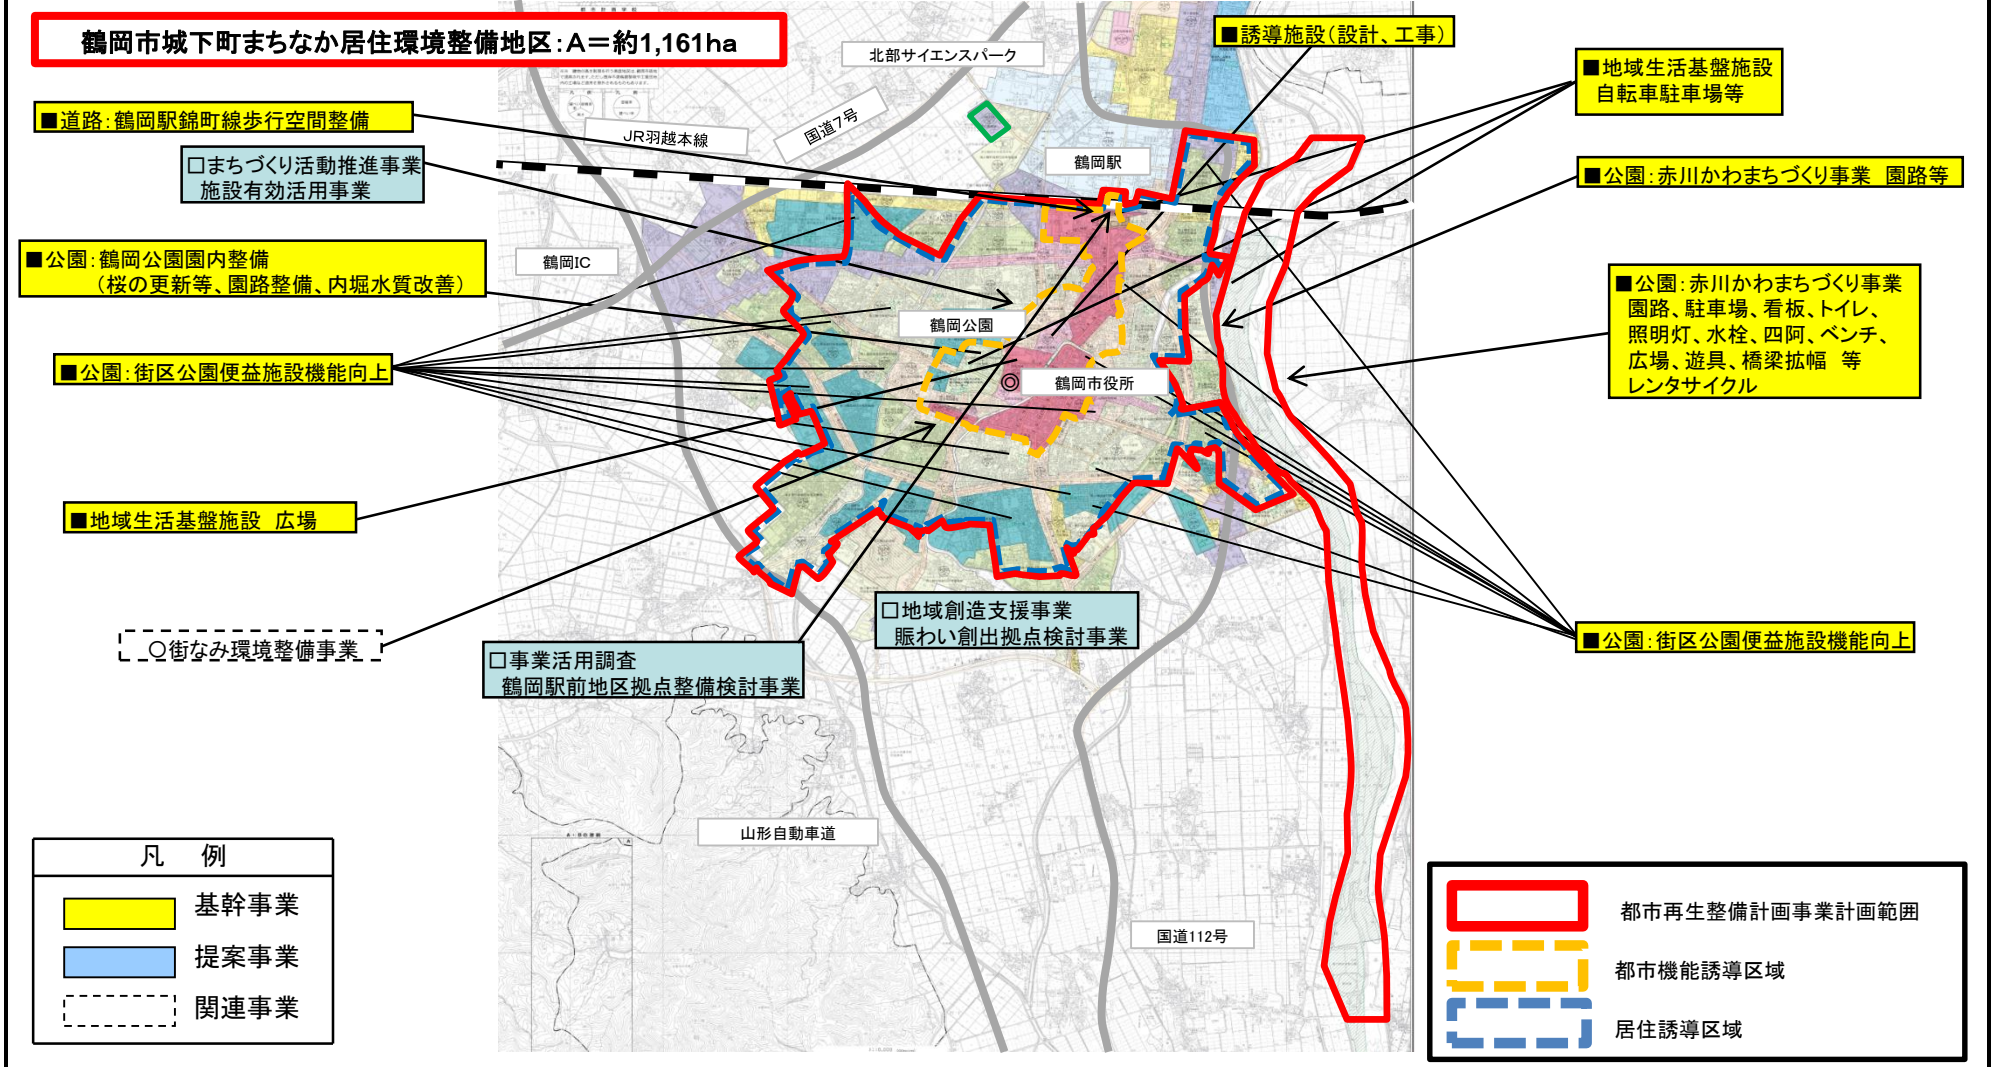 鶴岡市城下町まちなか居住環境整備地区:A=約1,161ha
■道路:鶴岡駅錦町線歩行空間整備
□まちづくり活動推進事業
施設有効活用事業
■公園:鶴岡公園園内整備
(桜の更新等、園路整備、内堀水質改善)
■公園:街区公園便益施設機能向上
■地域生活基盤施設 広場
○街なみ環境整備事業
□事業活用調査
鶴岡駅前地区拠点整備検討事業
□地域創造支援事業
賑わい創出拠点検討事業
北部サイエンスパーク
国道7号
JR羽越本線
鶴岡駅
鶴岡IC
鶴岡公園
鶴岡市役所
山形自動車道
国道112号
■誘導施設(設計、工事)
■地域生活基盤施設
自転車駐車場等
■公園:赤川かわまちづくり事業 園路等
■公園:赤川かわまちづくり事業
園路、駐車場、看板、トイレ、
照明灯、水栓、四阿、ベンチ、
広場、遊具、橋梁拡幅 等
レンタサイクル
■公園:街区公園便益施設機能向上
凡 例
基幹事業
提案事業
関連事業
都市再生整備計画事業計画範囲
都市機能誘導区域
居住誘導区域